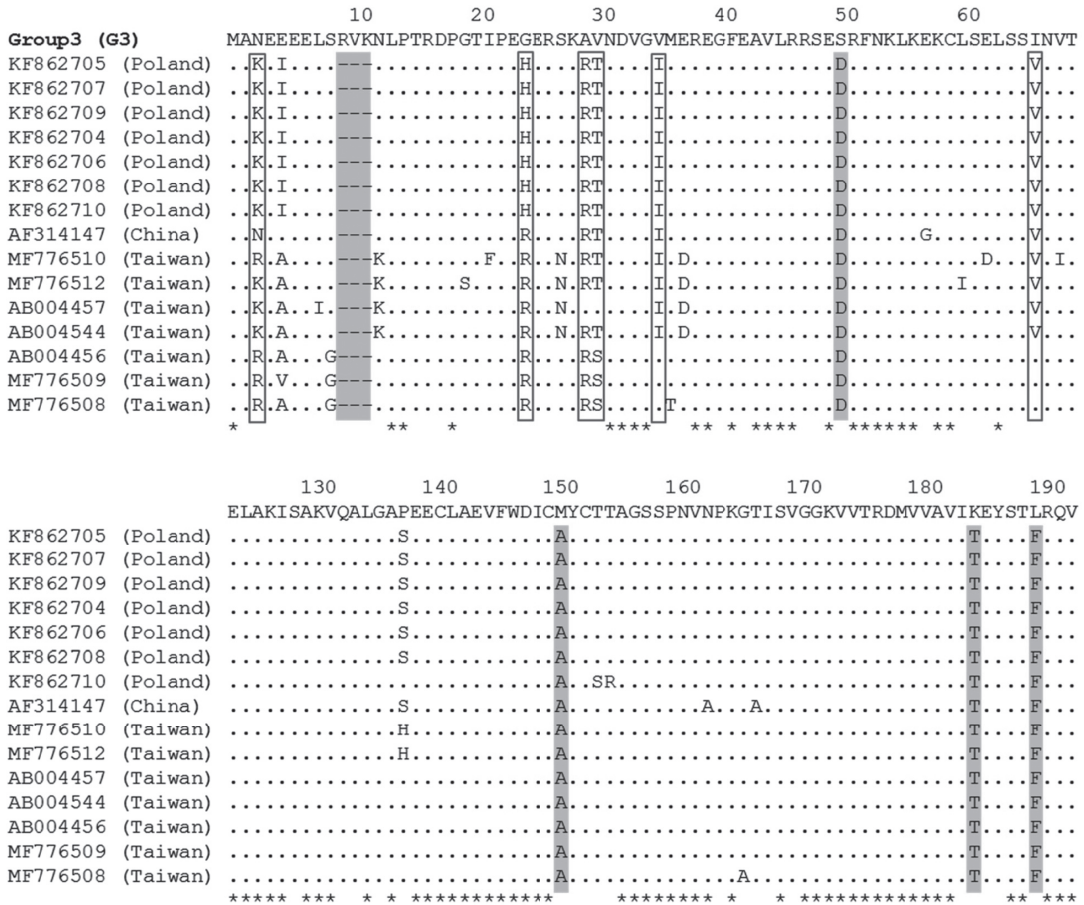 10 20 30 40 50 60
Group3 (G3) MANEEEELSRVKNLPTRDPGTIPEGERSKAVNDVGVMEREGFEAVLRRSESRFNKLKEKCLSELSSINVT
KF862705 (Poland) ..K.I....---............H....RT....I..............D...............V...
KF862707 (Poland) ..K.I....---............H....RT....I..............D...............V...
KF862709 (Poland) ..K.I....---............H....RT....I..............D...............V...
KF862704 (Poland) ..K.I....---............H....RT....I..............D...............V...
KF862706 (Poland) ..K.I....---............H....RT....I..............D...............V...
KF862708 (Poland) ..K.I....---............H....RT....I..............D...............V...
KF862710 (Poland) ..K.I....---............H....RT....I..............D...............V...
AF314147 (China) ..N......---............R....RT....I..............D......G........V...
MF776510 (Taiwan) ..R.A....---K........F..R..N.RT....I.D............D...........D...V.I.
MF776512 (Taiwan) ..K.A....---K......S....R..N.RT....I.D............D.........I.....V...
AB004457 (Taiwan) ..K.A..I.---K...........R..N.......I.D............D...............V...
AB004544 (Taiwan) ..K.A....---K...........R..N.RT....I.D............D...............V...
AB004456 (Taiwan) ..R.A...G---............R....RS...................D...................
MF776509 (Taiwan) ..R.V...G---............R....RS...................D...................
MF776508 (Taiwan) ..R.A...G---............R....RS.....T.............D...................
*            **   *            ****   ** * ****  * ****** **   *
130 140 150 160 170 180 190
ELAKISAKVQALGAPEECLAEVFWDICMYCTTAGSSPNVNPKGTISVGGKVVTRDMVVAVIKEYSTLRQV
KF862705 (Poland) ..............S............A.................................T....F...
KF862707 (Poland) ..............S............A.................................T....F...
KF862709 (Poland) ..............S............A.................................T....F...
KF862704 (Poland) ..............S............A.................................T....F...
KF862706 (Poland) ..............S............A.................................T....F...
KF862708 (Poland) ..............S............A.................................T....F...
KF862710 (Poland) ...........................A..SR.............................T....F...
AF314147 (China) ..............S............A...........A...A.................T....F...
MF776510 (Taiwan) ..............H............A.................................T....F...
MF776512 (Taiwan) ..............H............A.................................T....F...
AB004457 (Taiwan) ...........................A.................................T....F...
AB004544 (Taiwan) ...........................A.................................T....F...
AB004456 (Taiwan) ...........................A.................................T....F...
MF776509 (Taiwan) ...........................A.................................T....F...
MF776508 (Taiwan) ...........................A..............A..................T....F...
***** ***  * * ************     ******** *   * *************    ** ***